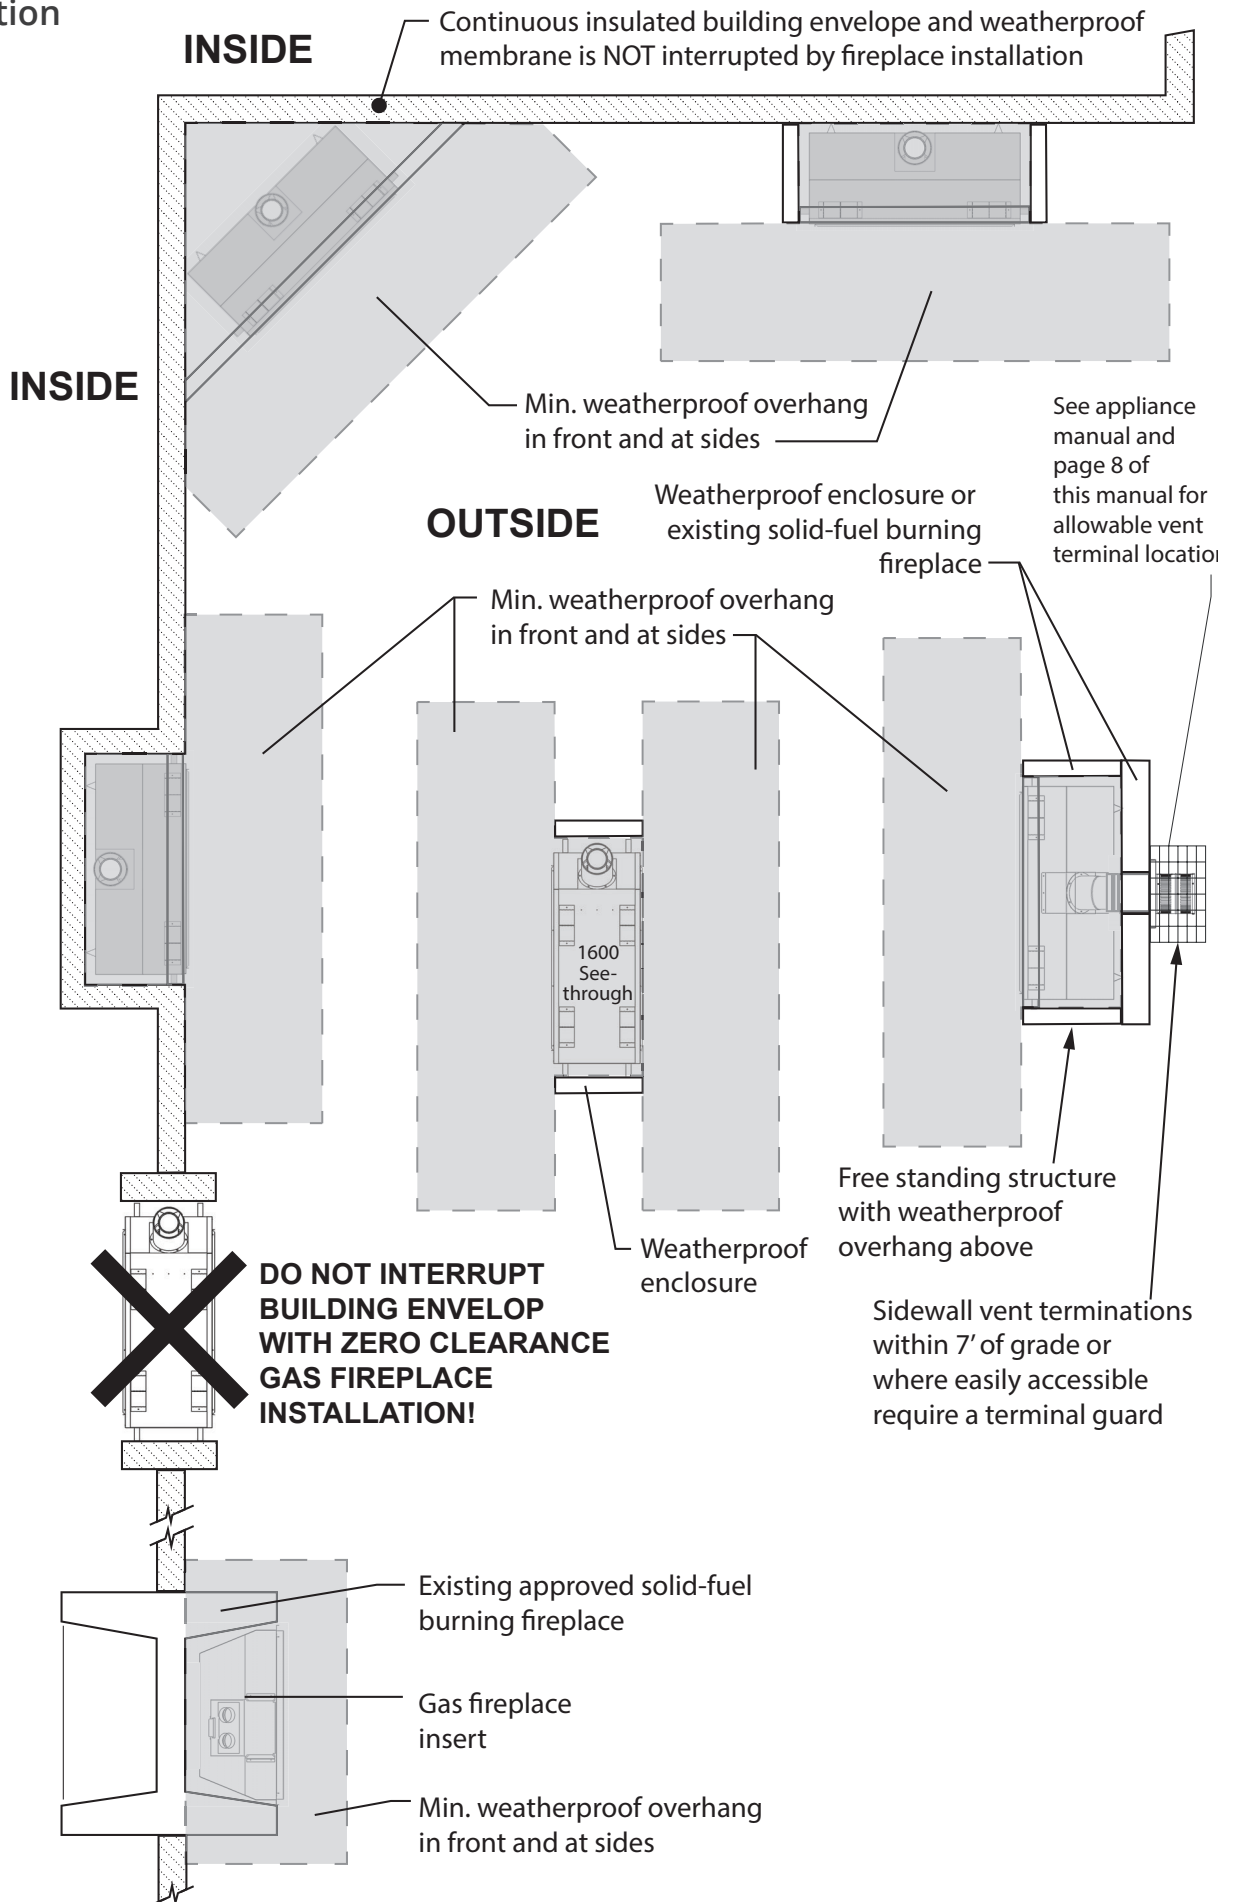 tion
INSIDE
Continuous insulated building envelope and weatherproof
membrane is NOT interrupted by fireplace installation
INSIDE
Min. weatherproof overhang
in front and at sides
See appliance
manual and
page 8 of
this manual for
allowable vent
terminal location
OUTSIDE
Weatherproof enclosure or
existing solid-fuel burning
fireplace
Min. weatherproof overhang
in front and at sides
1600
See-
through
Free standing structure
with weatherproof
overhang above
Weatherproof
enclosure
DO NOT INTERRUPT
BUILDING ENVELOP
WITH ZERO CLEARANCE
GAS FIREPLACE
INSTALLATION!
Sidewall vent terminations
within 7’ of grade or
where easily accessible
require a terminal guard
Existing approved solid-fuel
burning fireplace
Gas fireplace
insert
Min. weatherproof overhang
in front and at sides